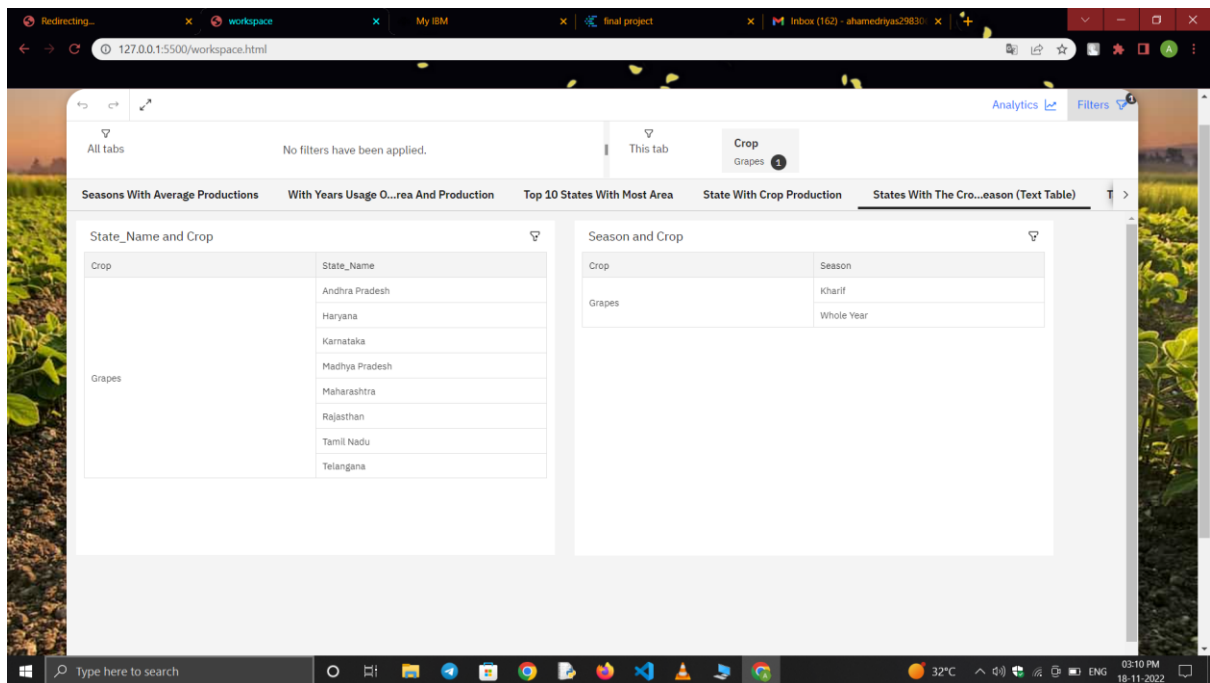 Redirecting... workspace My IBM final project Inbox (162) - ahamedriyas29830
127.0.0.1:5500/workspace.html A
Analytics Filters 1
All tabs No filters have been applied. This tab Crop
Grapes 1
Seasons With Average Productions With Years Usage O...rea And Production Top 10 States With Most Area State With Crop Production States With The Cro...eason (Text Table) T
State_Name and Crop
Crop State_Name
Grapes
Andhra Pradesh
Haryana
Karnataka
Madhya Pradesh
Maharashtra
Rajasthan
Tamil Nadu
Telangana
Season and Crop
Crop Season
Grapes
Kharif
Whole Year
Type here to search 32°C ENG 03:10 PM
18-11-2022